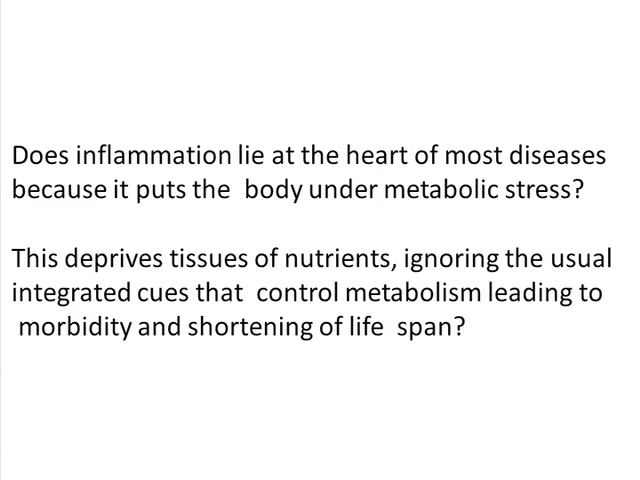 Does inflammation lie at the heart of most diseases
because it puts the  body under metabolic stress?
This deprives tissues of nutrients, ignoring the usual
integrated cues that  control metabolism leading to
morbidity and shortening of life  span?